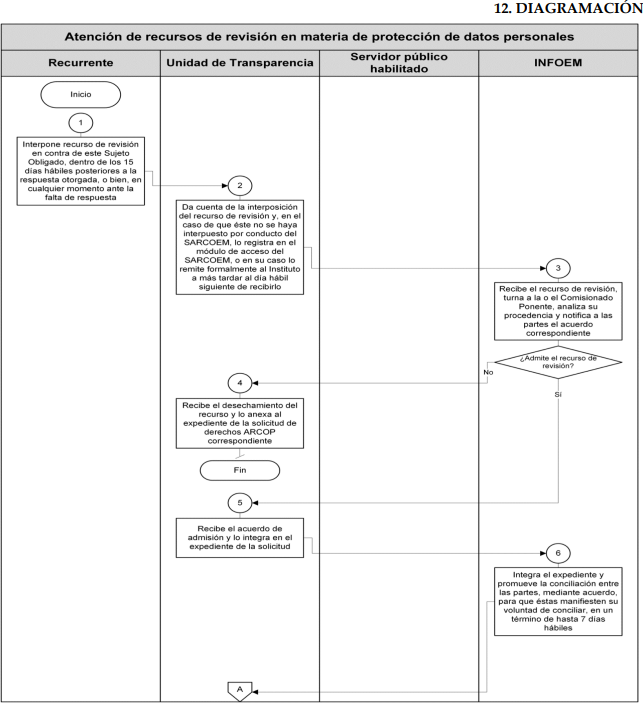 12. DIAGRAMACIÓN
Atención de recursos de revisión en materia de protección de datos personales
Recurrente
Unidad de Transparencia
Servidor público
habilitado
INFOEM
Inicio
1
Interpone recurso de revisión
en contra de este Sujeto
Obligado, dentro de los 15
días hábiles posteriores a la
respuesta otorgada, o bien, en
cualquier momento ante la
falta de respuesta
2
Da cuenta de la interposición
del recurso de revisión y, en el
caso de que éste no se haya
interpuesto por conducto del
SARCOEM, lo registra en el
módulo de acceso del
SARCOEM, o en su caso lo
remite formalmente al Instituto
a más tardar al día hábil
siguiente de recibirlo
3
Recibe el recurso de revisión,
turna a la o el Comisionado
Ponente, analiza su
procedencia y notifica a las
partes el acuerdo
correspondiente
¿Admite el recurso de
revisión?
No
Sí
4
Recibe el desechamiento del
recurso y lo anexa al
expediente de la solicitud de
derechos ARCOP
correspondiente
Fin
5
Recibe el acuerdo de
admisión y lo integra en el
expediente de la solicitud
6
Integra el expediente y
promueve la conciliación entre
las partes, mediante acuerdo,
para que éstas manifiesten su
voluntad de conciliar, en un
término de hasta 7 días
hábiles
A